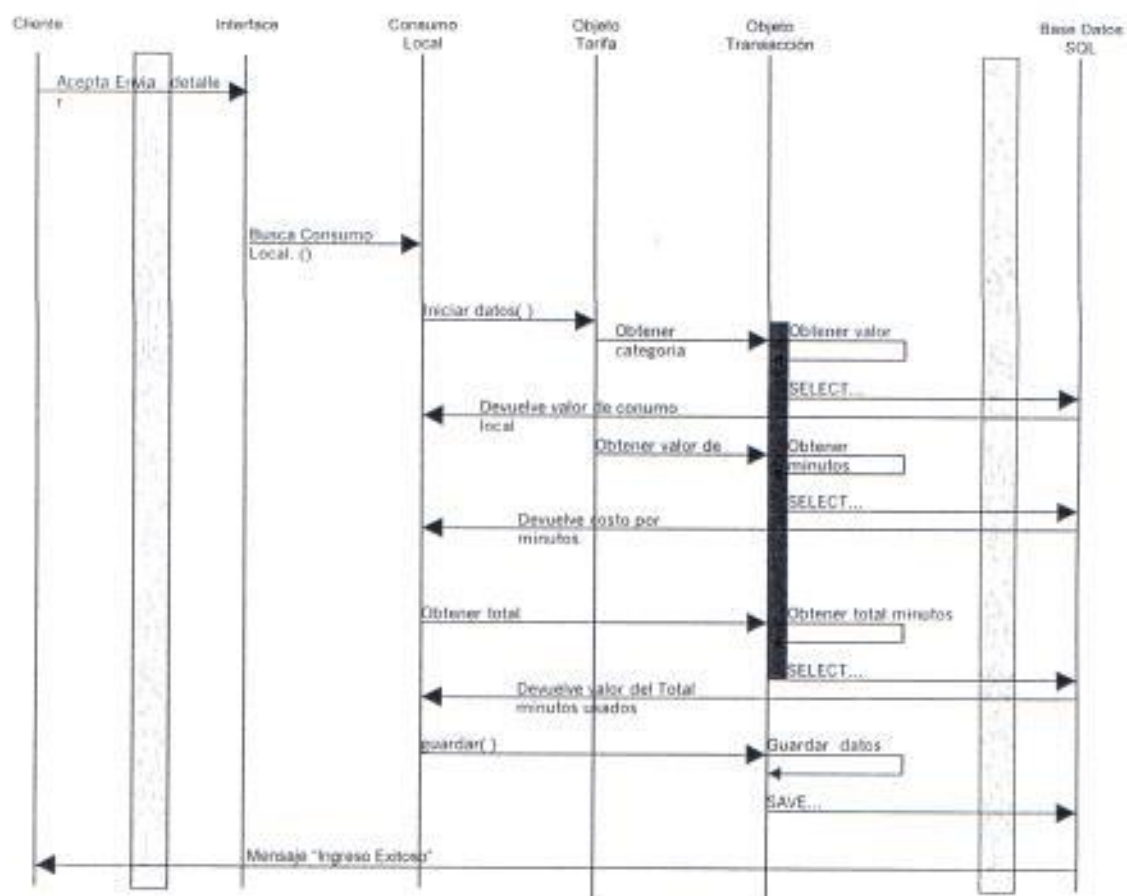 Cliente
Interface
Consumo
Local
Objeto
Tarifa
Objeto
Transacción
Base Datos
SQL
Acepta Envia detalle
r
Busca Consumo
Local. ()
Iniciar datos( )
Obtener
categoria
Obtener valor
SELECT...
Devuelve valor de conumo
local
Obtener valor de
Obtener
minutos
SELECT...
Devuelve costo por
minutos
Obtener total
Obtener total minutos
SELECT...
Devuelve valor del Total
minutos usados
guardar( )
Guardar datos
SAVE...
Mensaje "Ingreso Exitoso"